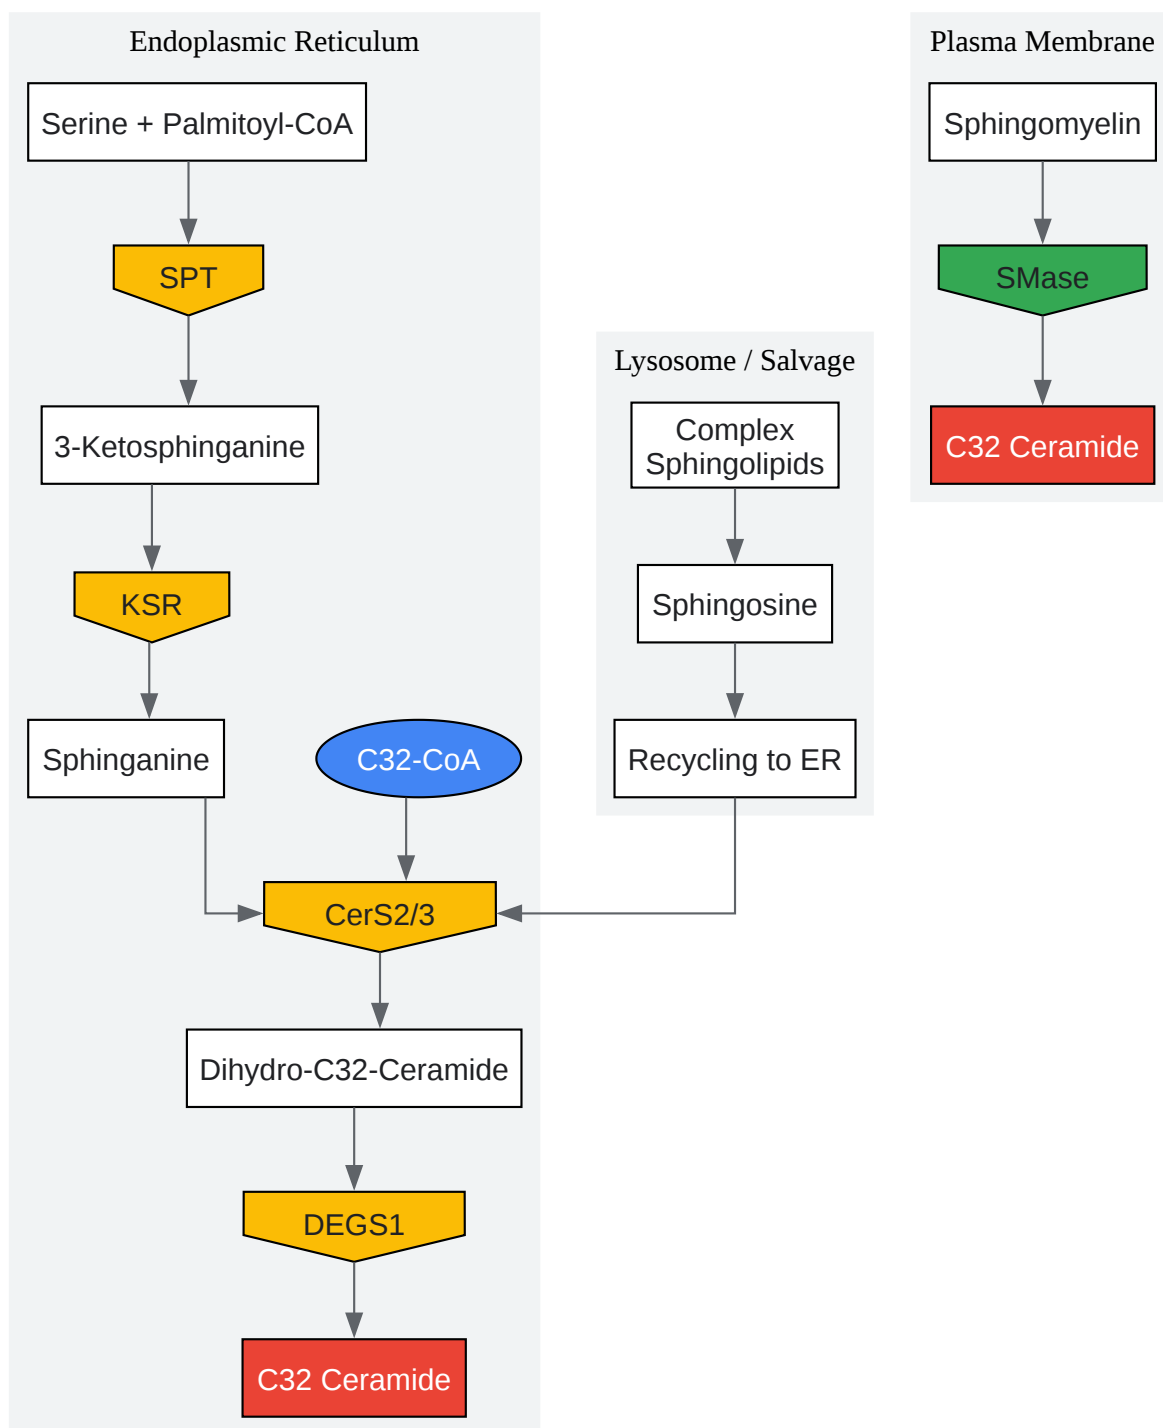 Endoplasmic Reticulum
Serine + Palmitoyl-CoA
SPT
3-Ketosphinganine
KSR
Sphinganine
C32-CoA
CerS2/3
Dihydro-C32-Ceramide
DEGS1
C32 Ceramide
Lysosome / Salvage
Complex
Sphingolipids
Sphingosine
Recycling to ER
Plasma Membrane
Sphingomyelin
SMase
C32 Ceramide